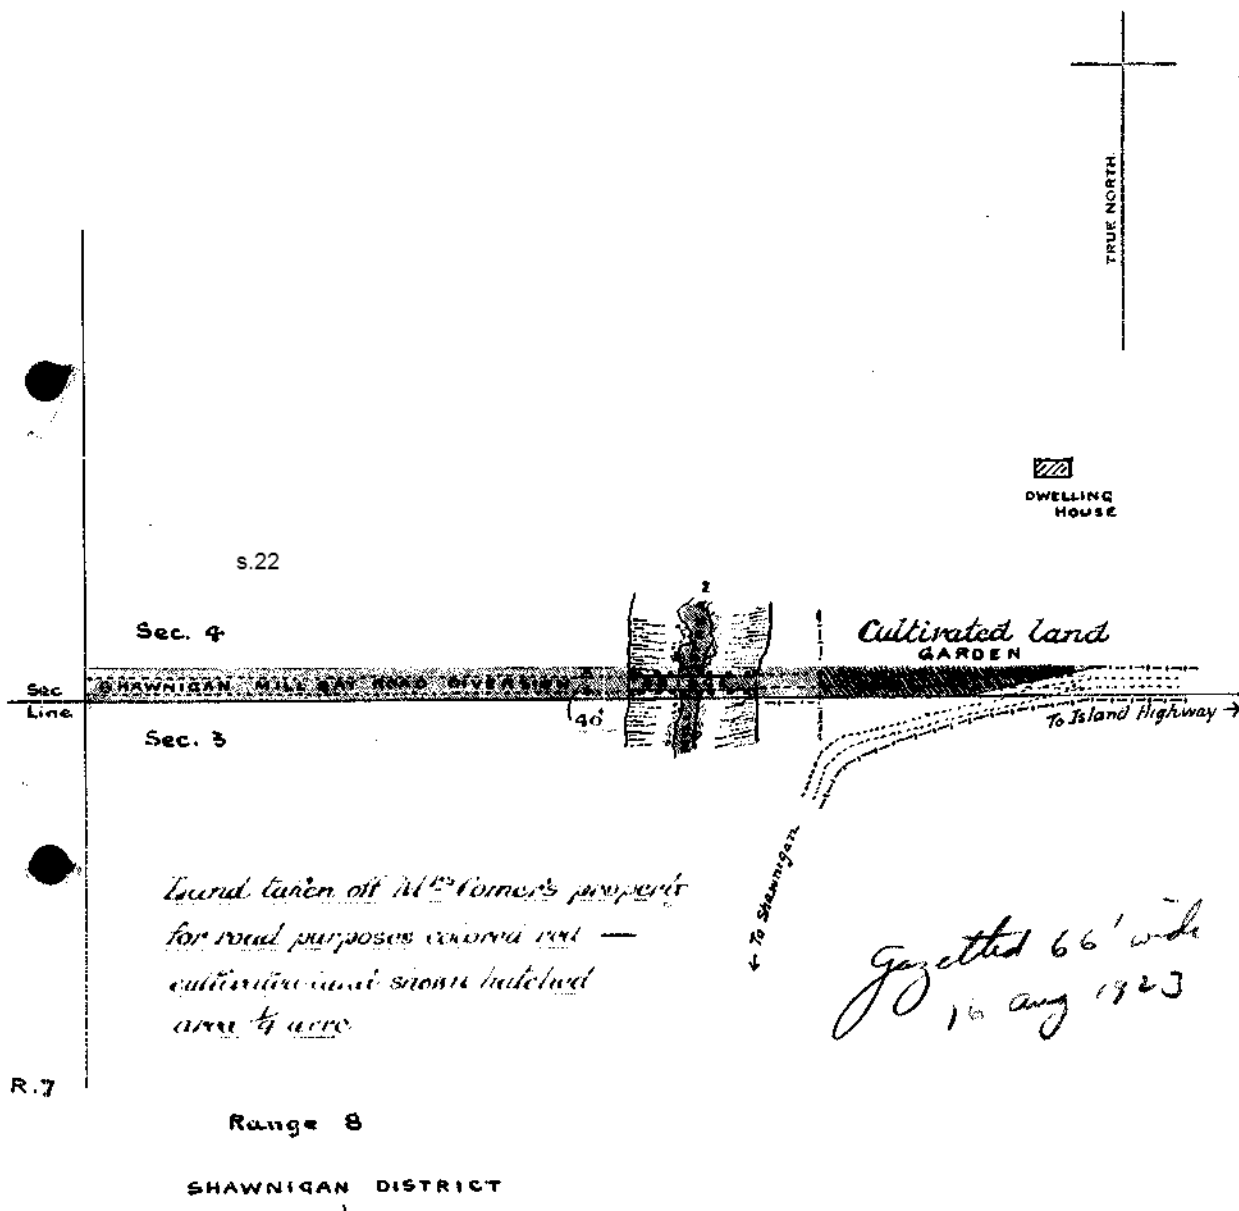 TRUE NORTH.
DWELLING
HOUSE
s.22
Sec. 4
Cultivated land
GARDEN
SHAWNIGAN MILL BAY ROAD DIVERSION
Sec
Line
40'
Sec. 3
To Island Highway →
← To Shawnigan
Land taken off Mrs property
for road purposes colored red —
cultivated land shown hatched
area ¼ acre
Gazetted 66' wide
16 Aug 1923
R.7
Range 8
SHAWNIGAN DISTRICT